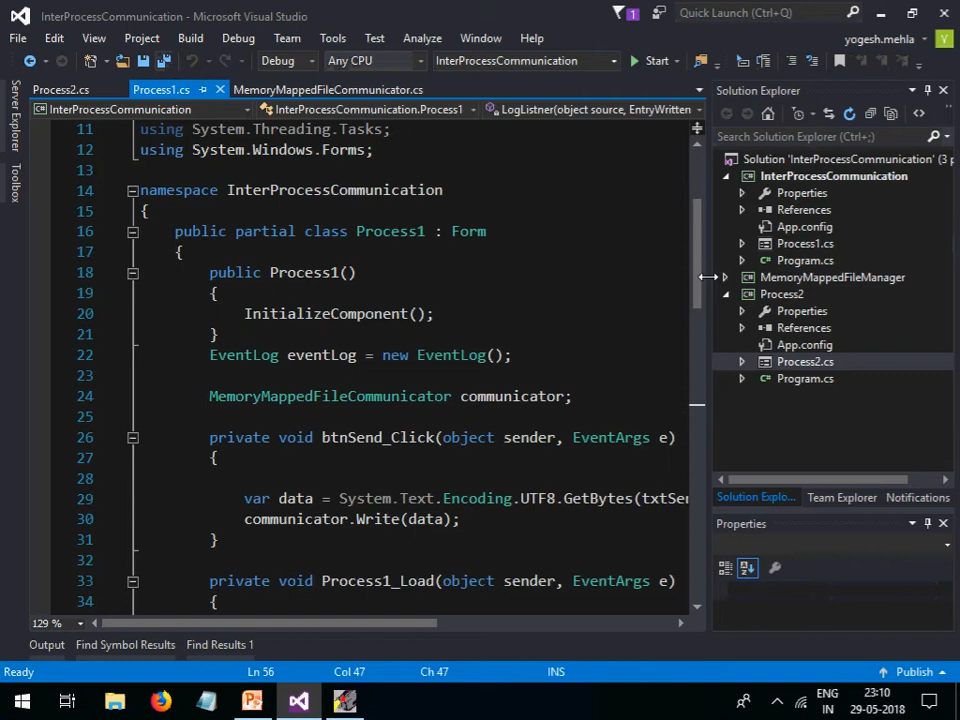 InterProcessCommunication - Microsoft Visual Studio
1
Quick Launch (Ctrl+Q)
File Edit View Project Build Debug Team Tools Test Analyze Window Help
yogesh.mehla Y
Debug Any CPU InterProcessCommunication Start
Server Explorer
Toolbox
Process2.cs Process1.cs MemoryMappedFileCommunicator.cs
InterProcessCommunication InterProcessCommunication.Process1 LogListner(object source, EntryWritten
11 using System.Threading.Tasks;
12 using System.Windows.Forms;
13
14 namespace InterProcessCommunication
15 {
16 public partial class Process1 : Form
17 {
18 public Process1()
19 {
20 InitializeComponent();
21 }
22 EventLog eventLog = new EventLog();
23
24 MemoryMappedFileCommunicator communicator;
25
26 private void btnSend_Click(object sender, EventArgs e)
27 {
28
29 var data = System.Text.Encoding.UTF8.GetBytes(txtSen
30 communicator.Write(data);
31 }
32
33 private void Process1_Load(object sender, EventArgs e)
34 {
129 %
Solution Explorer
Search Solution Explorer (Ctrl+;)
Solution 'InterProcessCommunication' (3 p
InterProcessCommunication
Properties
References
App.config
Process1.cs
Program.cs
MemoryMappedFileManager
Process2
Properties
References
App.config
Process2.cs
Program.cs
Solution Explo... Team Explorer Notifications
Properties
Output Find Symbol Results Find Results 1
Ready Ln 56 Col 47 Ch 47 INS Publish
ENG
IN
23:10
29-05-2018